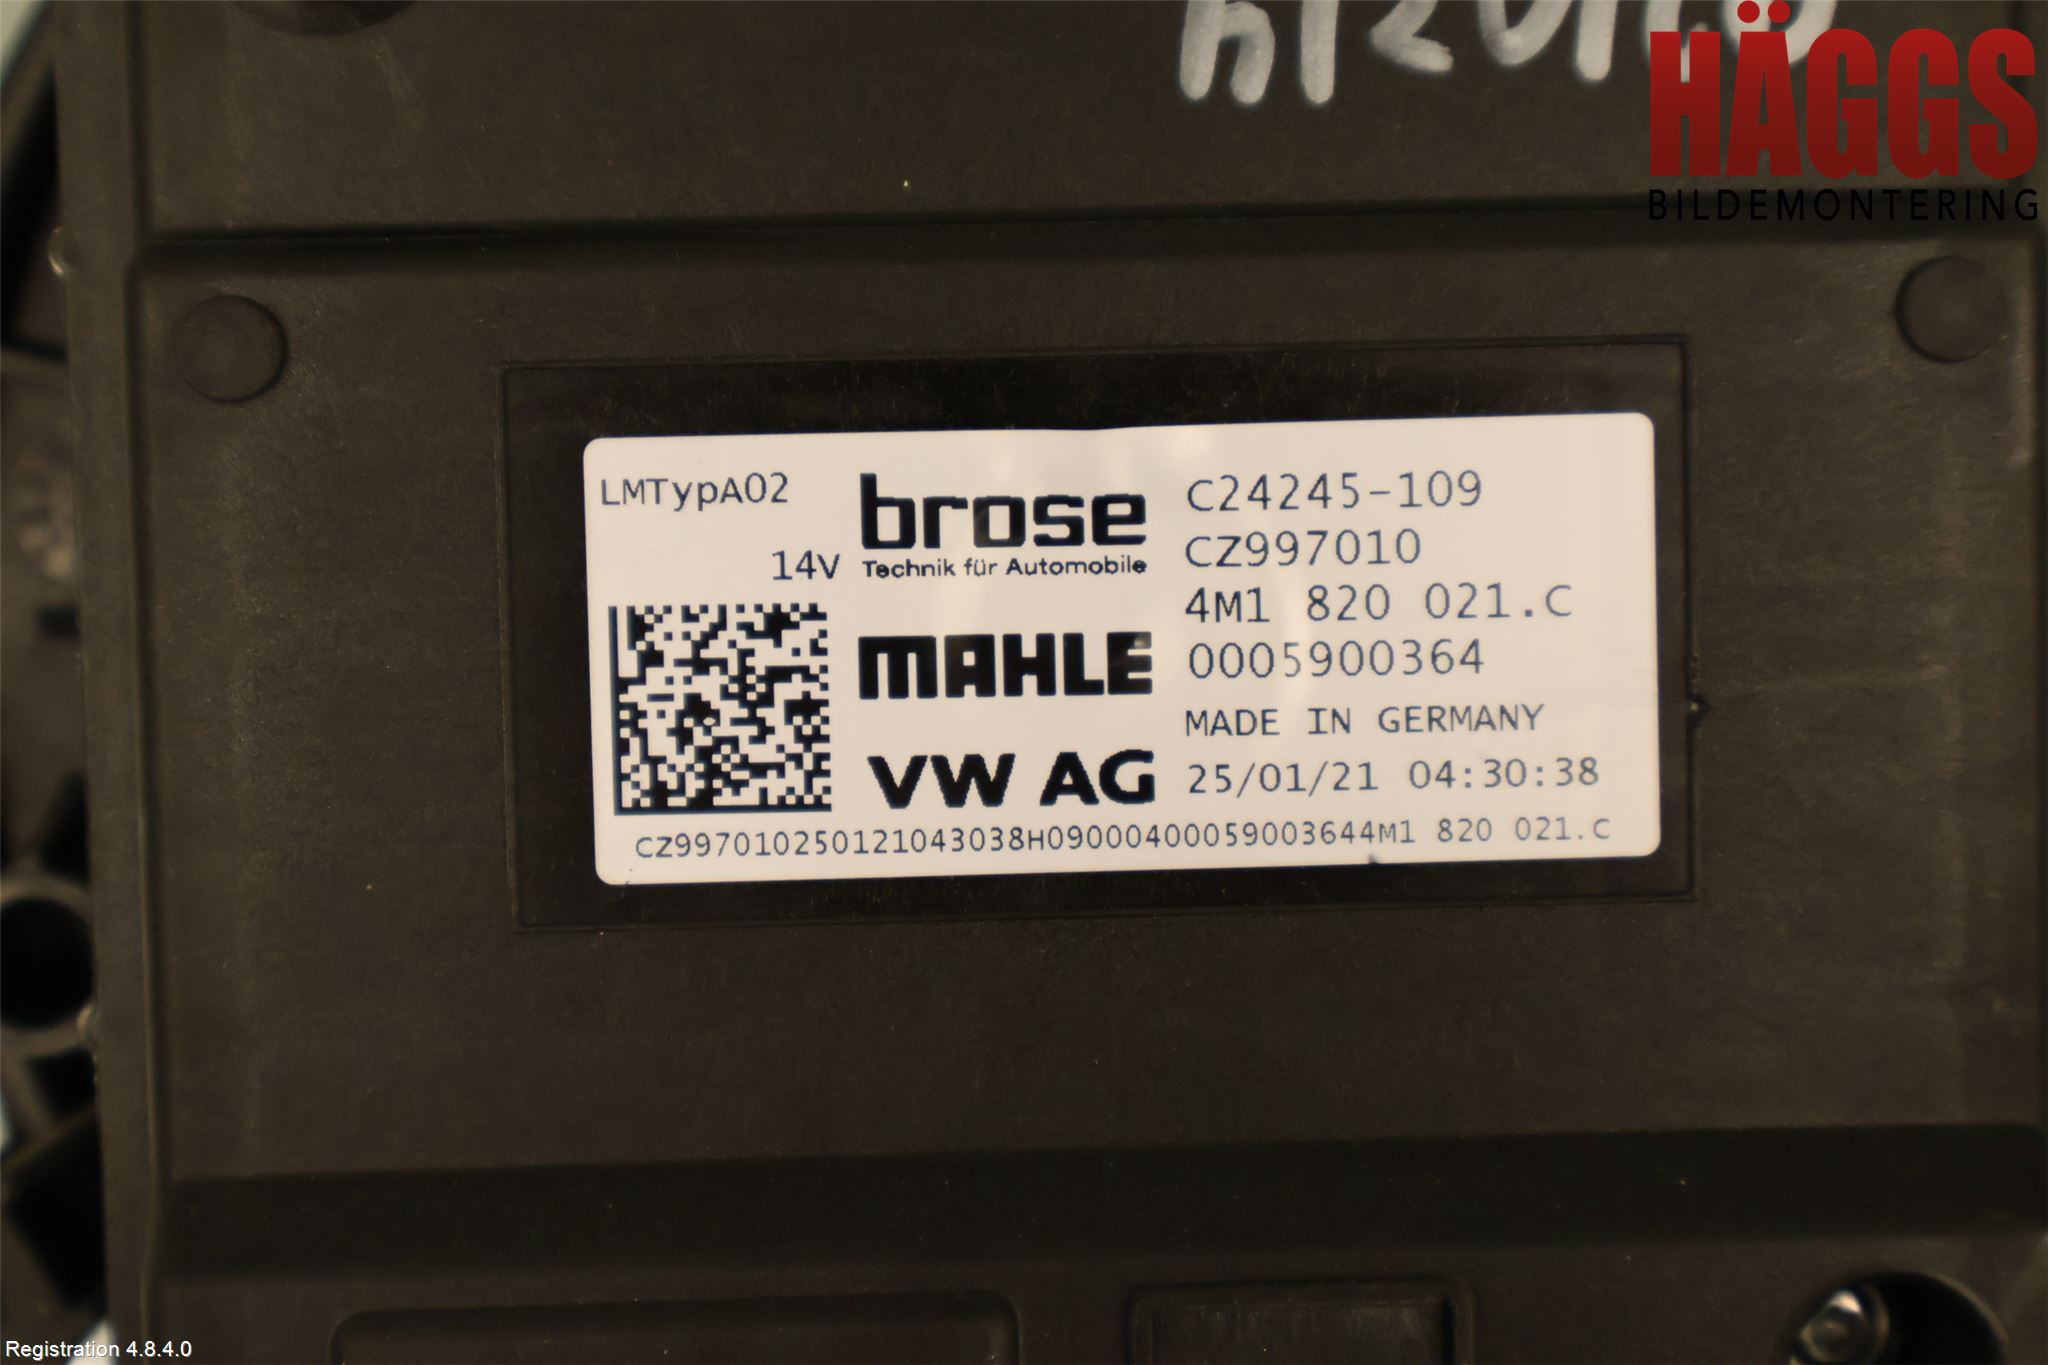 HÄGGS
BILDEMONTERING
LMTypA02
14V
brose
Technik für Automobile
MAHLE
VW AG
C24245-109
CZ997010
4M1 820 021.C
0005900364
MADE IN GERMANY
25/01/21 04:30:38
CZ997010250121043038H09000400059003644M1 820 021.C
Registration 4.8.4.0